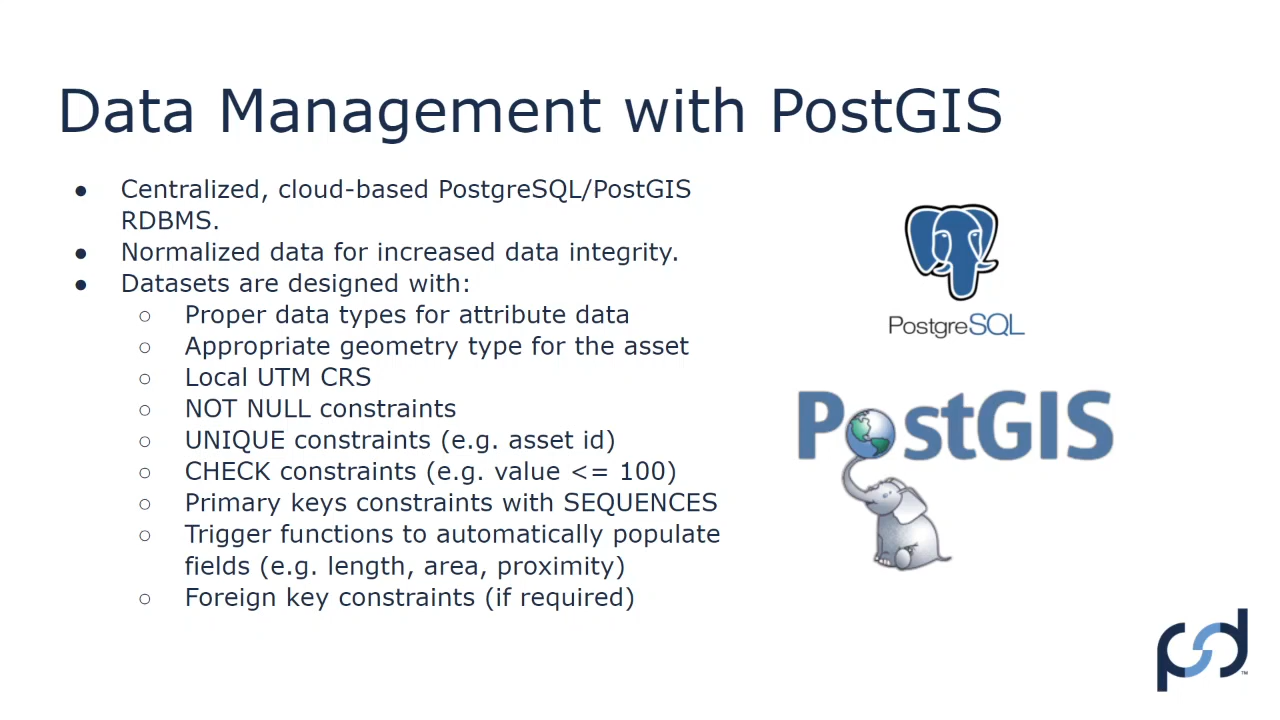 Data Management with PostGIS
● Centralized, cloud-based PostgreSQL/PostGIS
RDBMS.
● Normalized data for increased data integrity.
● Datasets are designed with:
○ Proper data types for attribute data
○ Appropriate geometry type for the asset
○ Local UTM CRS
○ NOT NULL constraints
○ UNIQUE constraints (e.g. asset id)
○ CHECK constraints (e.g. value <= 100)
○ Primary keys constraints with SEQUENCES
○ Trigger functions to automatically populate
fields (e.g. length, area, proximity)
○ Foreign key constraints (if required)
PostgreSQL
PostGIS
psd
TM